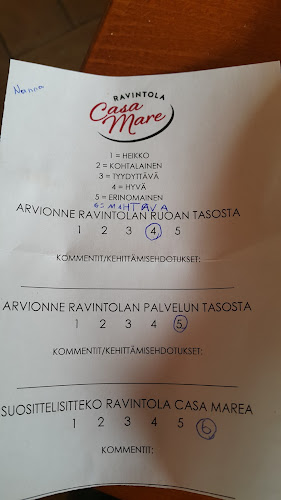 Nanna
RAVINTOLA
Casa
Mare
1 = HEIKKO
2 = KOHTALAINEN
3 = TYYDYTTÄVÄ
4 = HYVÄ
5 = ERINOMAINEN
6= MAHTAVA
ARVIONNE RAVINTOLAN RUOAN TASOSTA
1 2 3 4 5
KOMMENTIT/KEHITTÄMISEHDOTUKSET:
ARVIONNE RAVINTOLAN PALVELUN TASOSTA
1 2 3 4 5
KOMMENTIT/KEHITTÄMISEHDOTUKSET:
SUOSITTELISITTEKO RAVINTOLA CASA MAREA
1 2 3 4 5 6
KOMMENTIT: